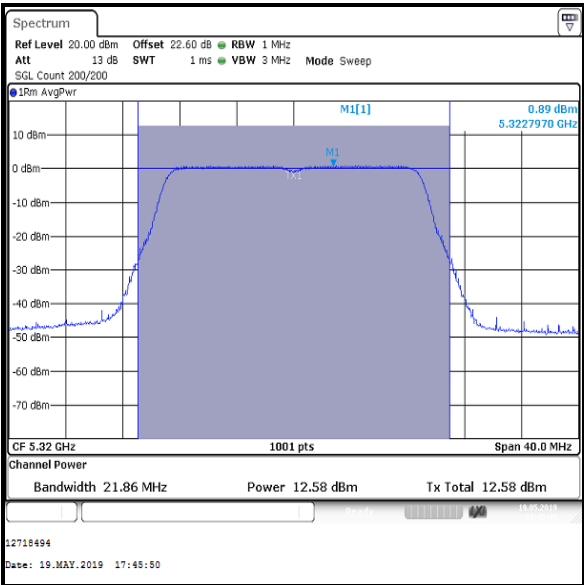 Spectrum
Ref Level 20.00 dBm Offset 22.60 dB RBW 1 MHz
Att 13 dB SWT 1 ms VBW 3 MHz Mode Sweep
SGL Count 200/200
1Rm AvgPwr
M1[1] 0.89 dBm
5.3227970 GHz
10 dBm
M1
0 dBm
TX1
-10 dBm
-20 dBm
-30 dBm
-40 dBm
-50 dBm
-60 dBm
-70 dBm
CF 5.32 GHz 1001 pts Span 40.0 MHz
Channel Power
Bandwidth 21.86 MHz Power 12.58 dBm Tx Total 12.58 dBm
Ready 19.05.2019
12718494
Date: 19.MAY.2019 17:45:50